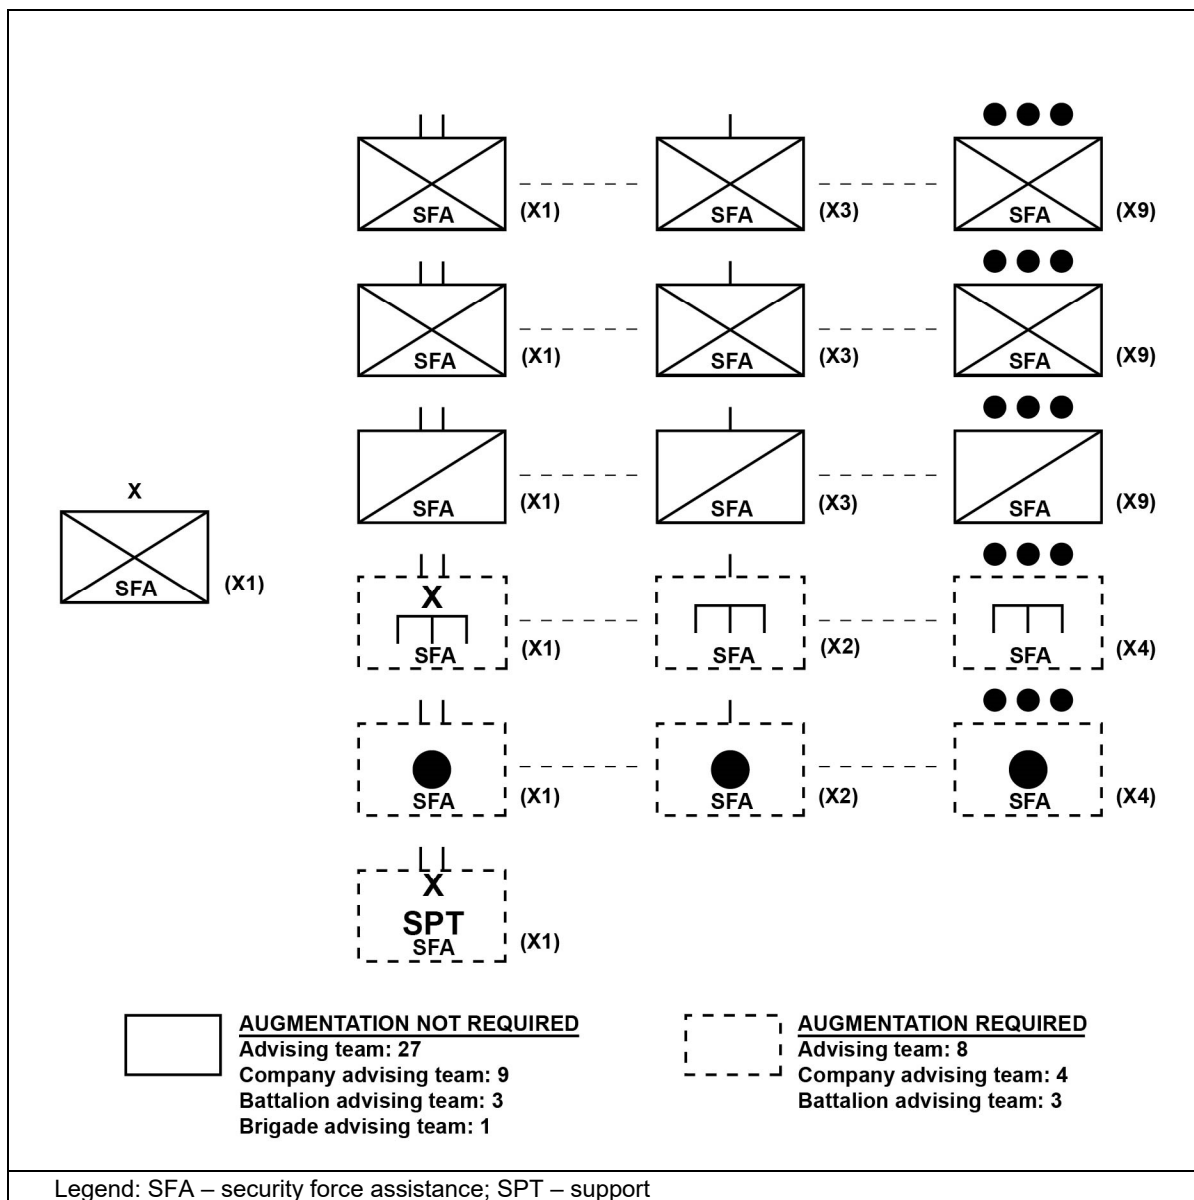 SFA (X1) SFA (X3) SFA (X9)
SFA (X1) SFA (X3) SFA (X9)
SFA (X1) SFA (X3) SFA (X9)
X
SFA (X1)
X
SFA (X1) SFA (X2) SFA (X4)
SFA (X1) SFA (X2) SFA (X4)
X
SPT
SFA (X1)
AUGMENTATION NOT REQUIRED
Advising team: 27
Company advising team: 9
Battalion advising team: 3
Brigade advising team: 1
AUGMENTATION REQUIRED
Advising team: 8
Company advising team: 4
Battalion advising team: 3
Legend: SFA – security force assistance; SPT – support